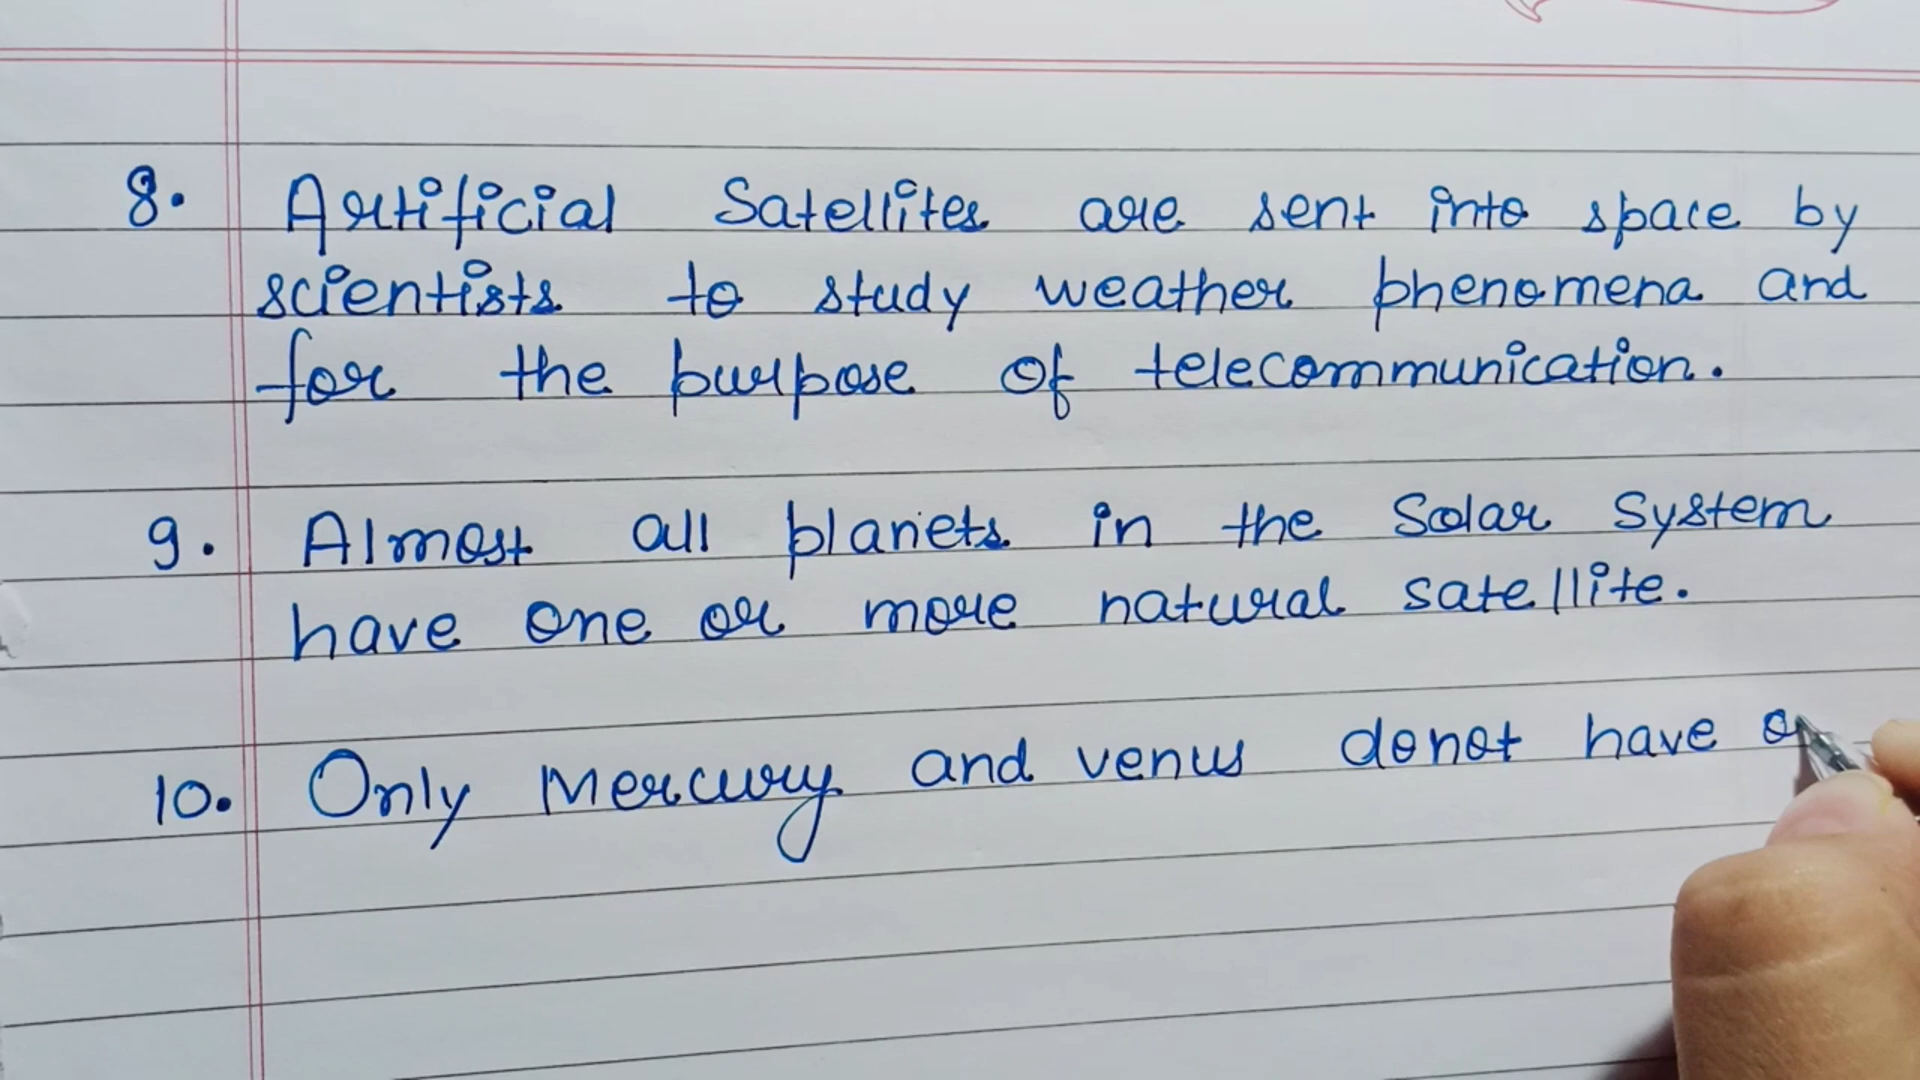 8. Artificial Satellites are sent into space by
scientists to study weather phenomena and
for the purpose of telecommunication.
9. Almost all planets in the Solar System
have one or more natural satellite.
10. Only Mercury and venus donot have